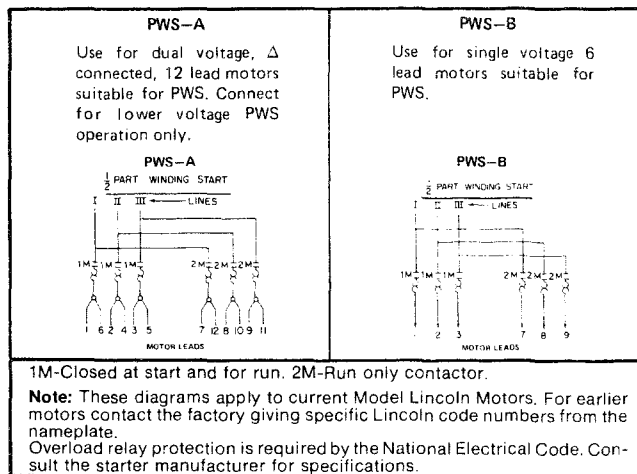 PWS–A
Use for dual voltage, Δ
connected, 12 lead motors
suitable for PWS. Connect
for lower voltage PWS
operation only.
PWS–A
1/2 PART WINDING START
I II III ← LINES
1M 1M 1M 2M 2M 2M
1 6 2 4 3 5 7 12 8 10 9 11
MOTOR LEADS
PWS–B
Use for single voltage 6
lead motors suitable for
PWS.
PWS–B
1/2 PART WINDING START
I II III ← LINES
1M 1M 1M 2M 2M 2M
1 2 3 7 8 9
MOTOR LEADS
1M-Closed at start and for run. 2M-Run only contactor.
Note: These diagrams apply to current Model Lincoln Motors. For earlier
motors contact the factory giving specific Lincoln code numbers from the
nameplate.
Overload relay protection is required by the National Electrical Code. Con-
sult the starter manufacturer for specifications.